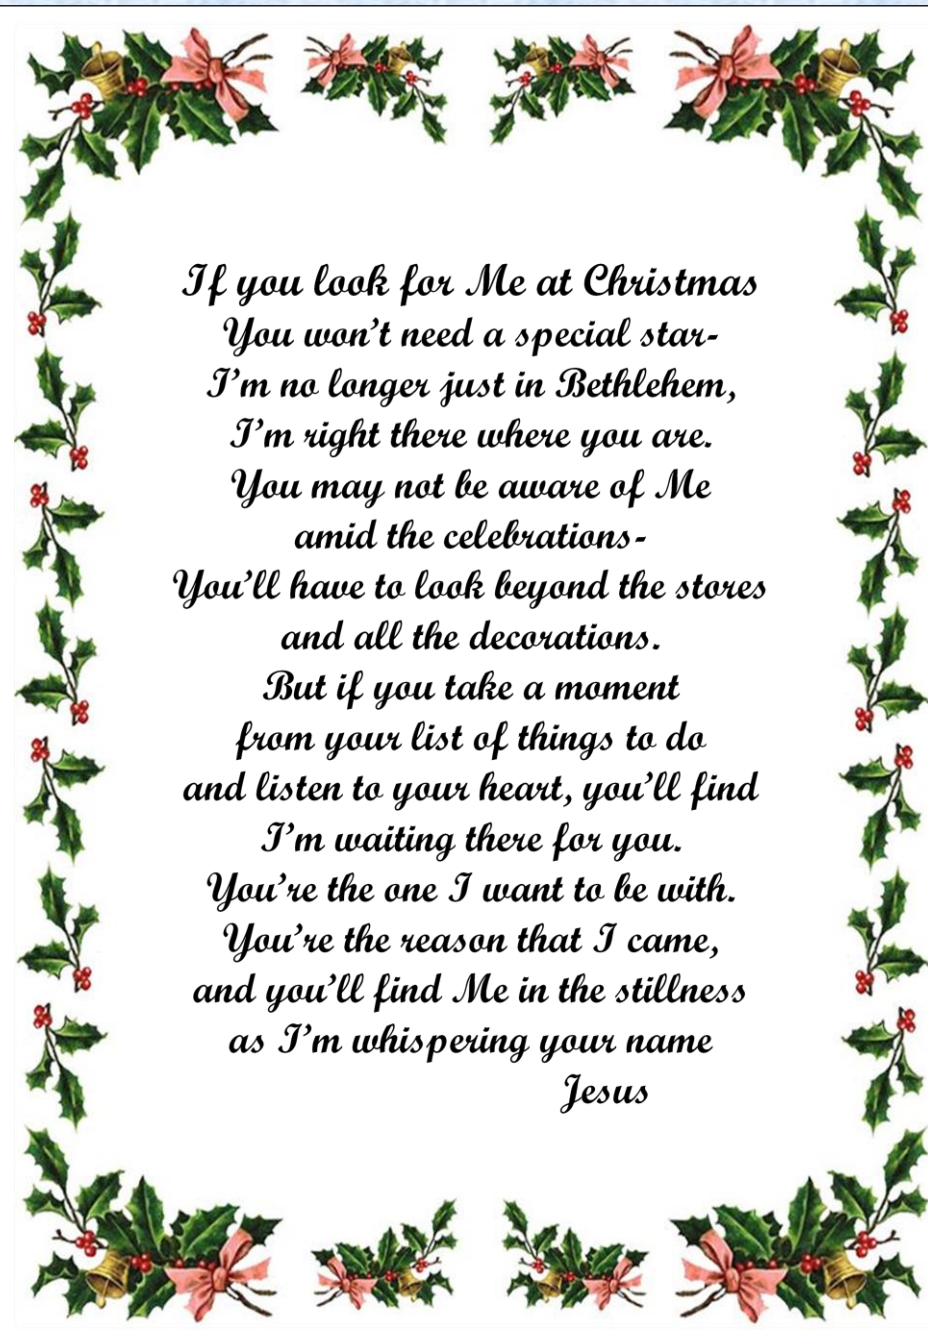 If you look for Me at Christmas
You won't need a special star-
I'm no longer just in Bethlehem,
I'm right there where you are.
You may not be aware of Me
amid the celebrations-
You'll have to look beyond the stores
and all the decorations.
But if you take a moment
from your list of things to do
and listen to your heart, you'll find
I'm waiting there for you.
You're the one I want to be with.
You're the reason that I came,
and you'll find Me in the stillness
as I'm whispering your name
Jesus